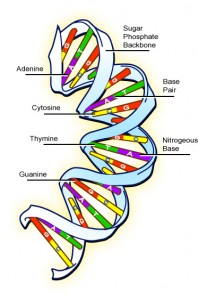 Sugar
Phosphate
Backbone
Adenine
Base
Pair
Cytosine
Thymine
Nitrogeous
Base
Guanine